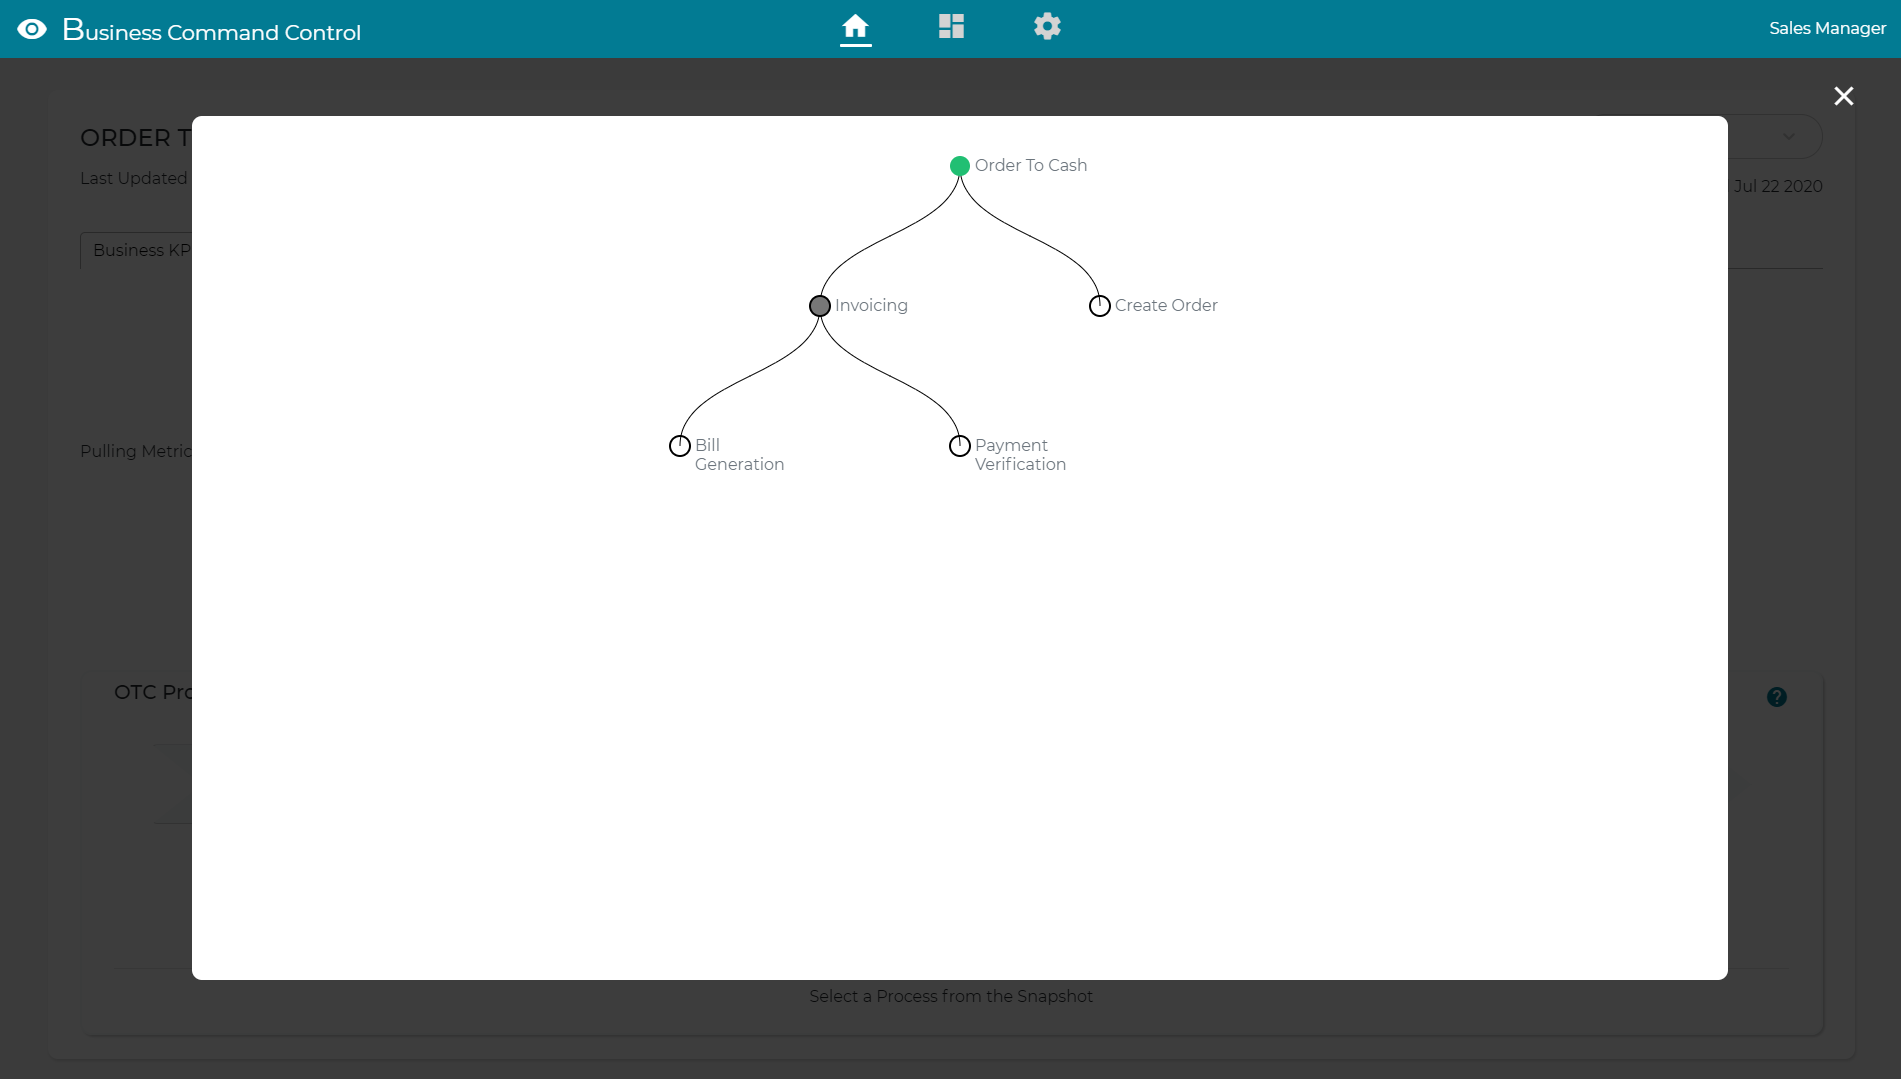 Business Command Control
Sales Manager
ORDER T
Last Updated
Jul 22 2020
Business KP
Order To Cash
Invoicing
Create Order
Bill
Generation
Payment
Verification
Pulling Metric
OTC Pro
?
Select a Process from the Snapshot